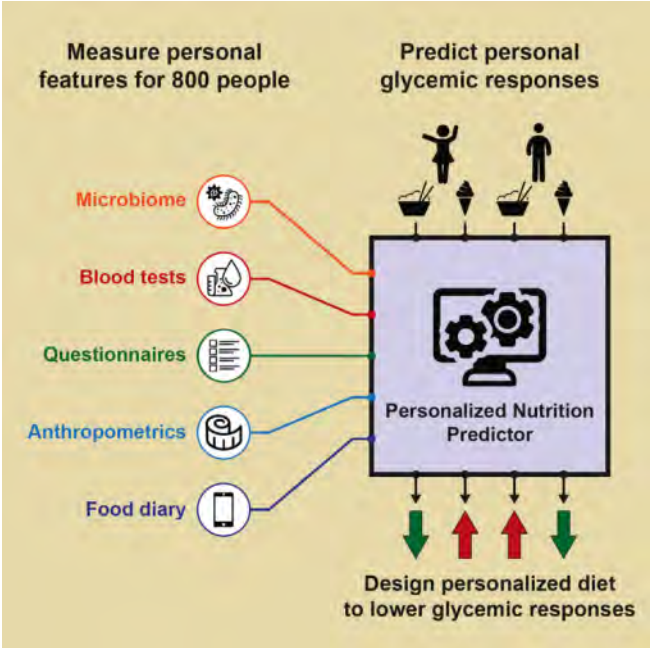 Measure personal
features for 800 people
Predict personal
glycemic responses
Microbiome
Blood tests
Questionnaires
Anthropometrics
Food diary
Personalized Nutrition
Predictor
Design personalized diet
to lower glycemic responses